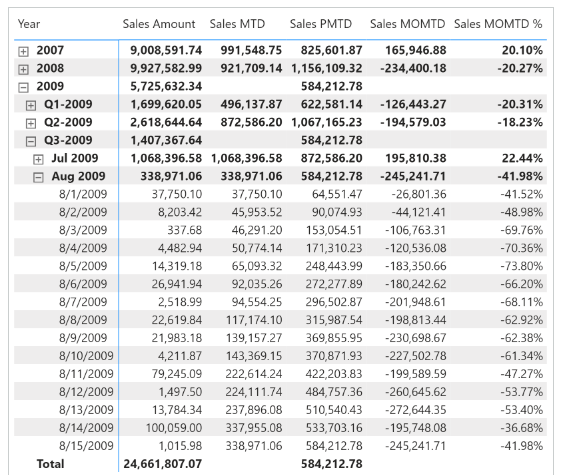 Year Sales Amount Sales MTD Sales PMTD Sales MOMTD Sales MOMTD %
2007 9,008,591.74 991,548.75 825,601.87 165,946.88 20.10%
2008 9,927,582.99 921,709.14 1,156,109.32 -234,400.18 -20.27%
2009 5,725,632.34 584,212.78
Q1-2009 1,699,620.05 496,137.87 622,581.14 -126,443.27 -20.31%
Q2-2009 2,618,644.64 872,586.20 1,067,165.23 -194,579.03 -18.23%
Q3-2009 1,407,367.64 584,212.78
Jul 2009 1,068,396.58 1,068,396.58 872,586.20 195,810.38 22.44%
Aug 2009 338,971.06 338,971.06 584,212.78 -245,241.71 -41.98%
8/1/2009 37,750.10 37,750.10 64,551.47 -26,801.36 -41.52%
8/2/2009 8,203.42 45,953.52 90,074.93 -44,121.41 -48.98%
8/3/2009 337.68 46,291.20 153,054.51 -106,763.31 -69.76%
8/4/2009 4,482.94 50,774.14 171,310.23 -120,536.08 -70.36%
8/5/2009 14,319.18 65,093.32 248,443.99 -183,350.66 -73.80%
8/6/2009 26,941.94 92,035.26 272,277.89 -180,242.62 -66.20%
8/7/2009 2,518.99 94,554.25 296,502.87 -201,948.61 -68.11%
8/8/2009 22,619.84 117,174.10 315,987.54 -198,813.44 -62.92%
8/9/2009 21,983.18 139,157.27 369,855.95 -230,698.67 -62.38%
8/10/2009 4,211.87 143,369.15 370,871.93 -227,502.78 -61.34%
8/11/2009 79,245.09 222,614.24 422,203.83 -199,589.59 -47.27%
8/12/2009 1,497.50 224,111.74 484,757.36 -260,645.62 -53.77%
8/13/2009 13,784.34 237,896.08 510,540.43 -272,644.35 -53.40%
8/14/2009 100,059.00 337,955.08 533,703.16 -195,748.08 -36.68%
8/15/2009 1,015.98 338,971.06 584,212.78 -245,241.71 -41.98%
Total 24,661,807.07 584,212.78